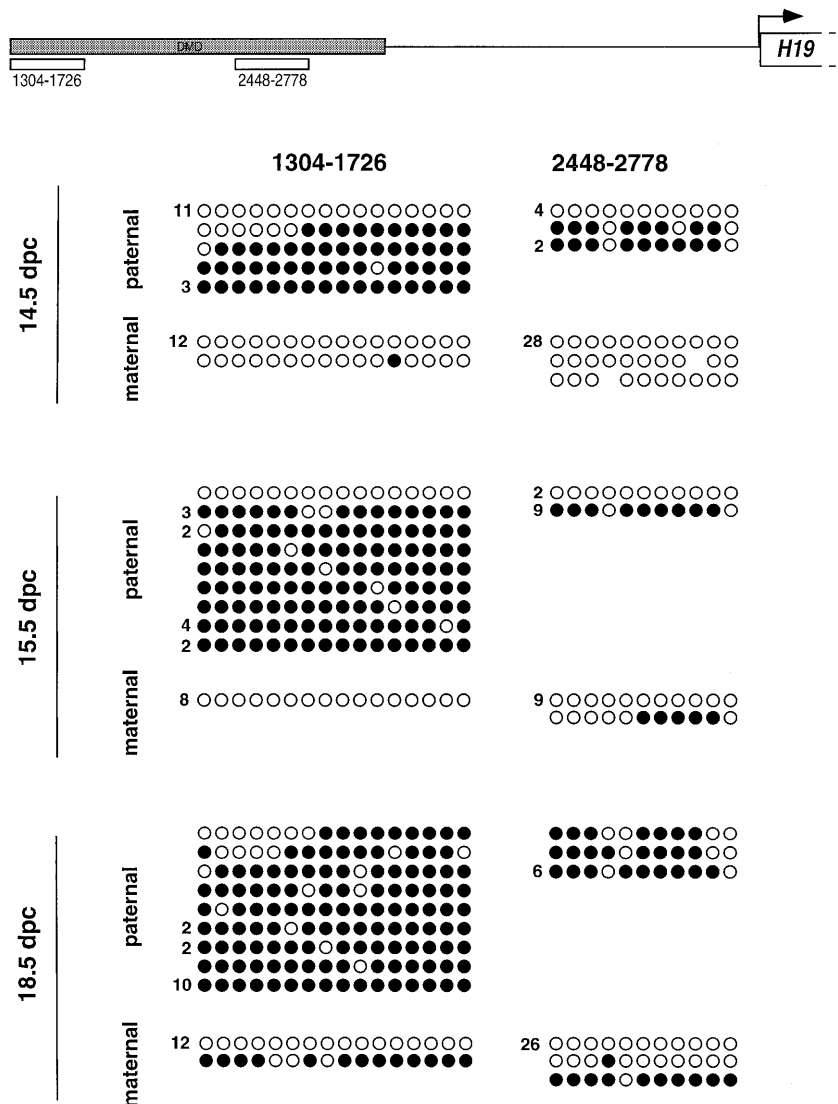 DMD
H19
1304-1726 2448-2778
1304-1726 2448-2778
14.5 dpc
paternal
11 4
2
3
maternal
12 28
15.5 dpc
paternal
2
3 9
2
4
2
maternal
8 9
18.5 dpc
paternal
6
2
2
10
maternal
12 26